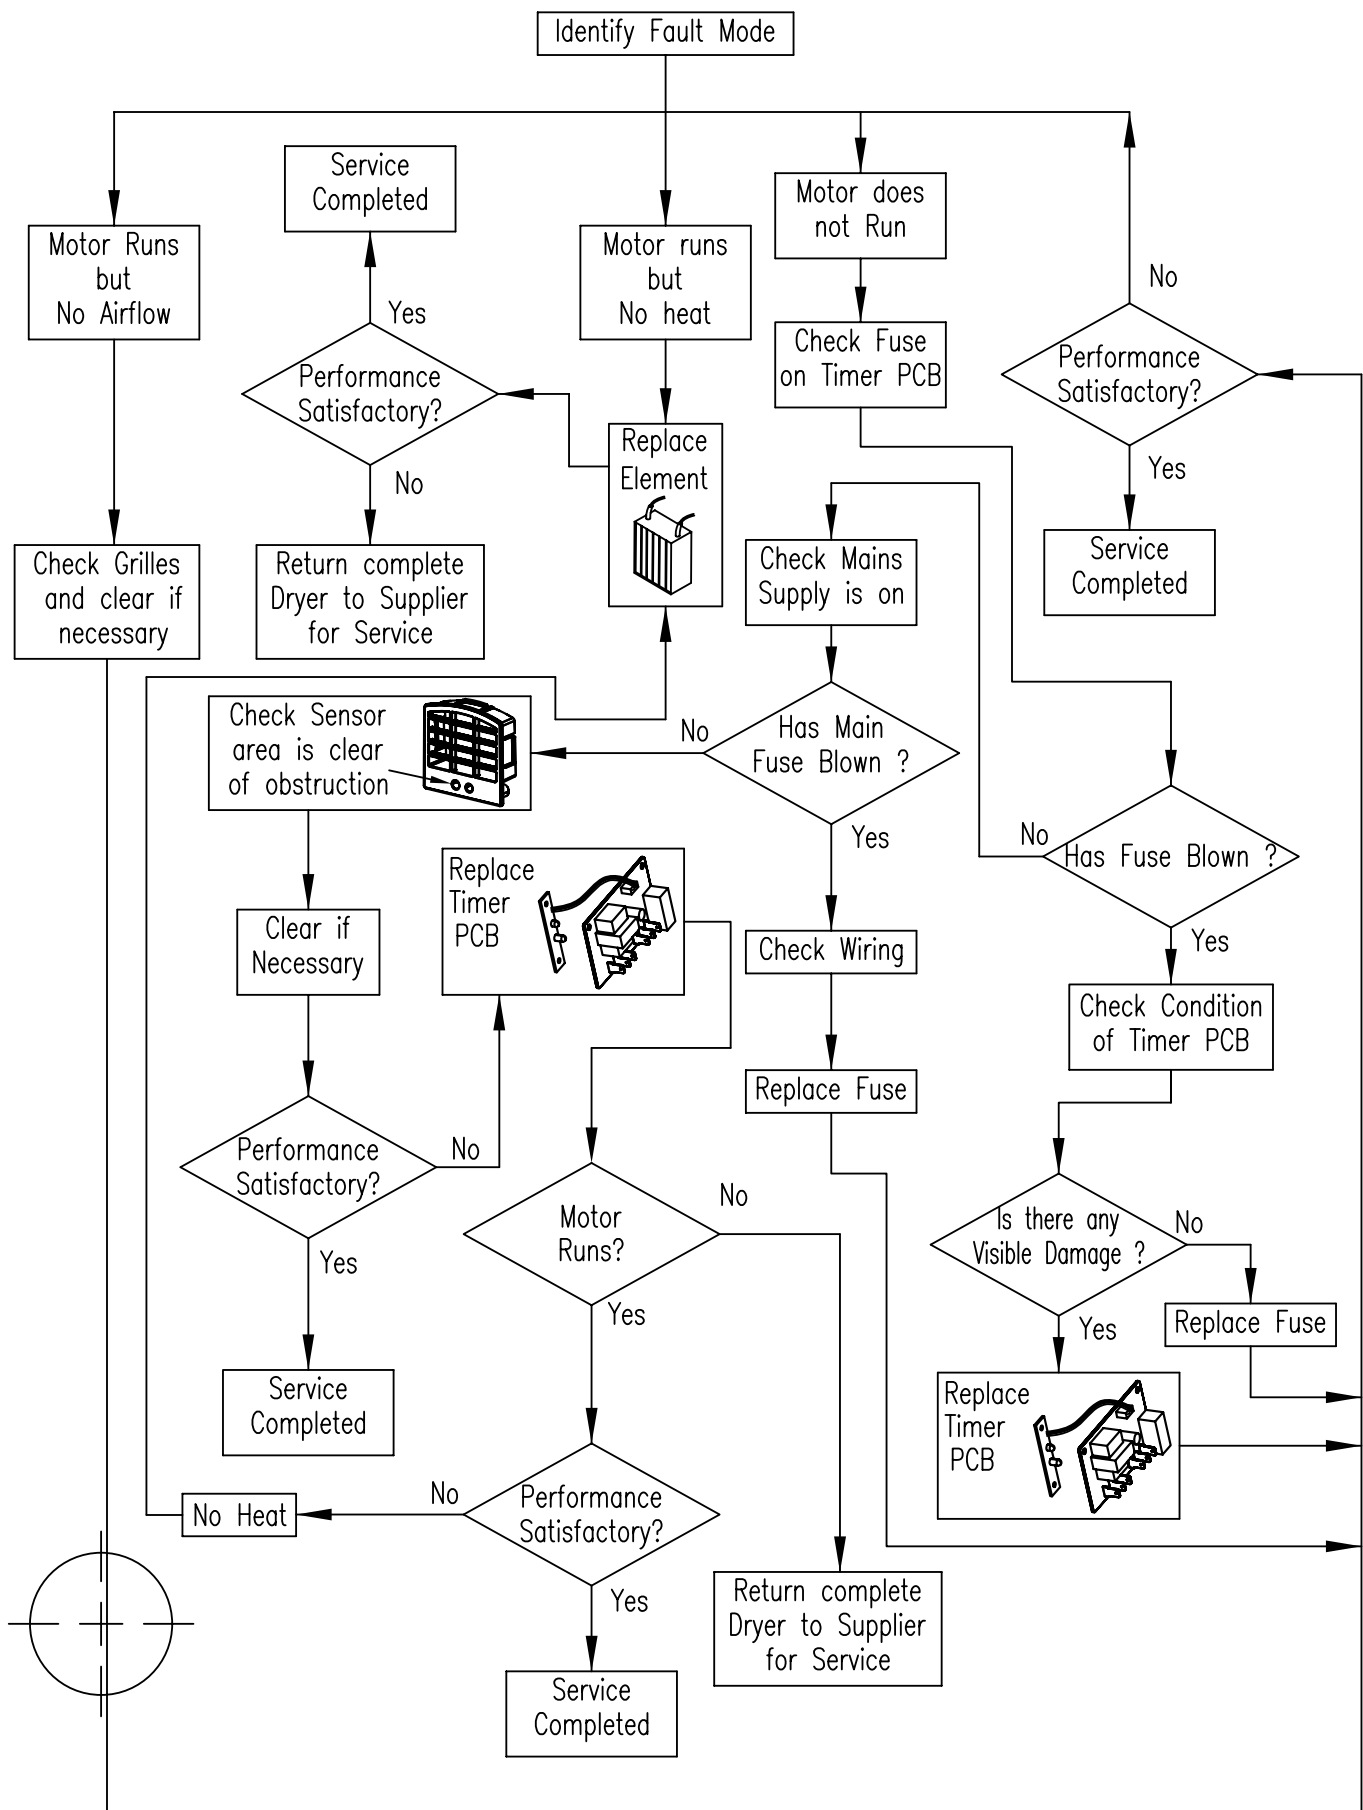 Identify Fault Mode
Service
Completed
Motor does
not Run
Motor Runs
but
No Airflow
Motor runs
but
No heat
No
Yes
Check Fuse
on Timer PCB
Performance
Satisfactory?
Performance
Satisfactory?
Replace
Element
No
Yes
Check Grilles
and clear if
necessary
Return complete
Dryer to Supplier
for Service
Check Mains
Supply is on
Service
Completed
Check Sensor
area is clear
of obstruction
No
Has Main
Fuse Blown ?
Yes
No
Has Fuse Blown ?
Replace
Timer
PCB
Clear if
Necessary
Check Wiring
Yes
Check Condition
of Timer PCB
Replace Fuse
Performance
Satisfactory?
No
No
Motor
Runs?
Is there any
Visible Damage ?
No
Yes
Yes
Yes
Replace Fuse
Service
Completed
Replace
Timer
PCB
No Heat
No
Performance
Satisfactory?
Yes
Return complete
Dryer to Supplier
for Service
Service
Completed